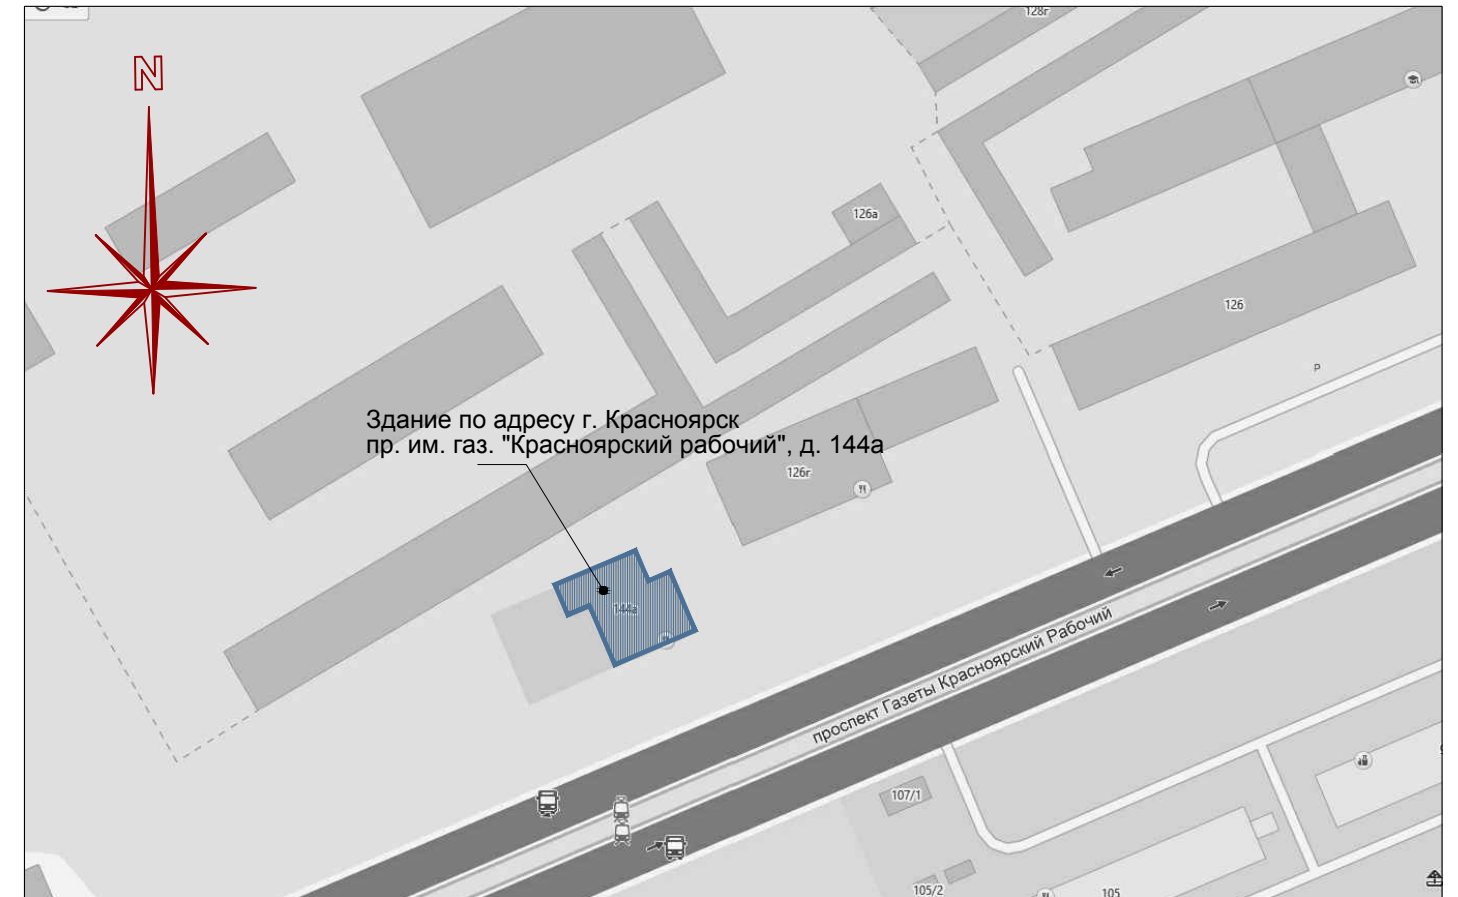 128г
N
126а
126
P
Здание по адресу г. Красноярск
пр. им. газ. "Красноярский рабочий", д. 144а
126г
144а
проспект Газеты Красноярский Рабочий
107/1
105/2
105